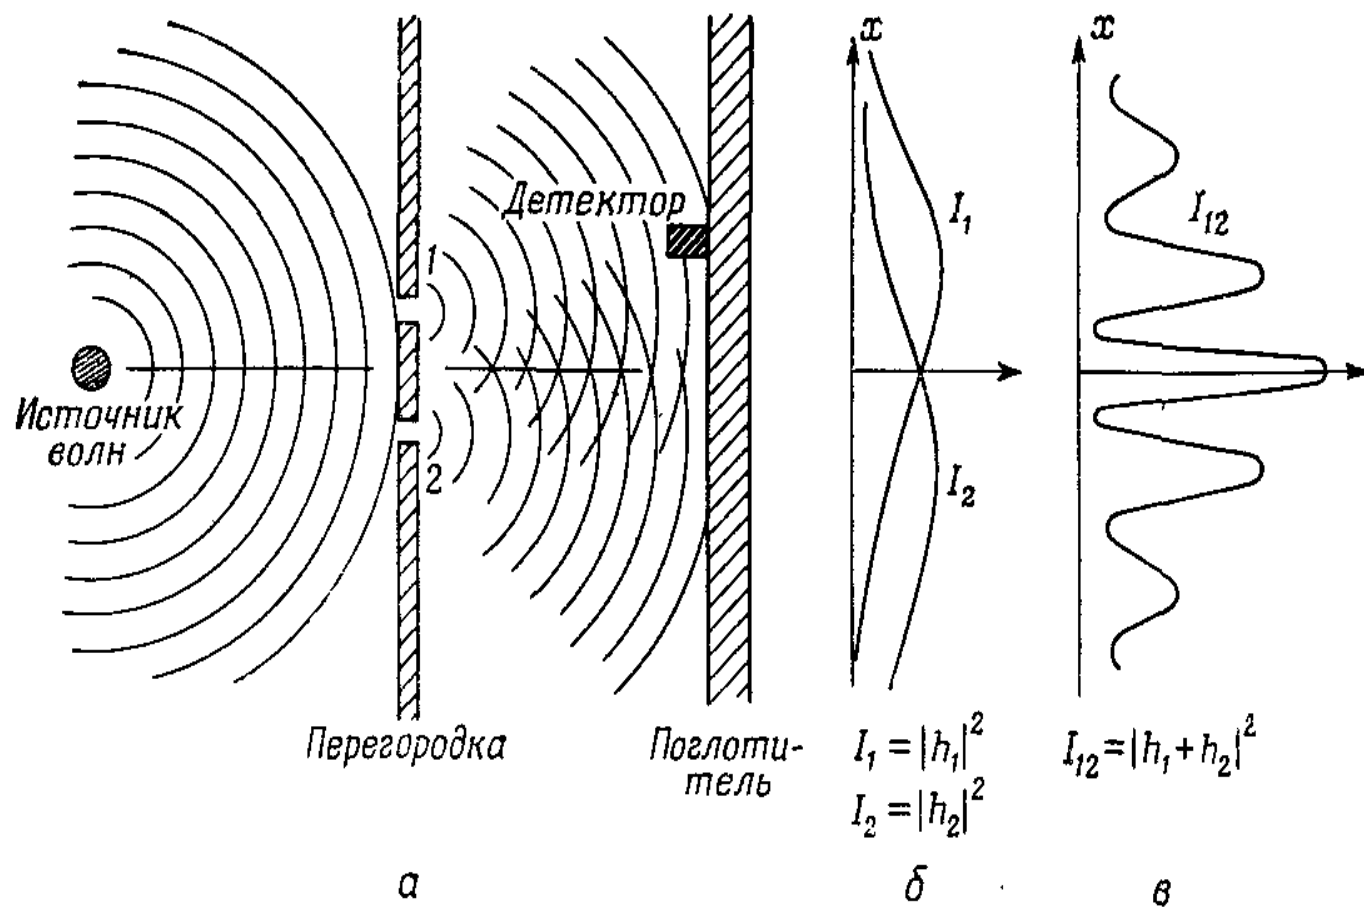 x
x
Детектор
I₁
I₁₂
1
Источник
волн
2
I₂
Перегородка
Поглоти-
тель
I₁ = |h₁|²
I₂ = |h₂|²
I₁₂ = |h₁ + h₂|²
а
б
в